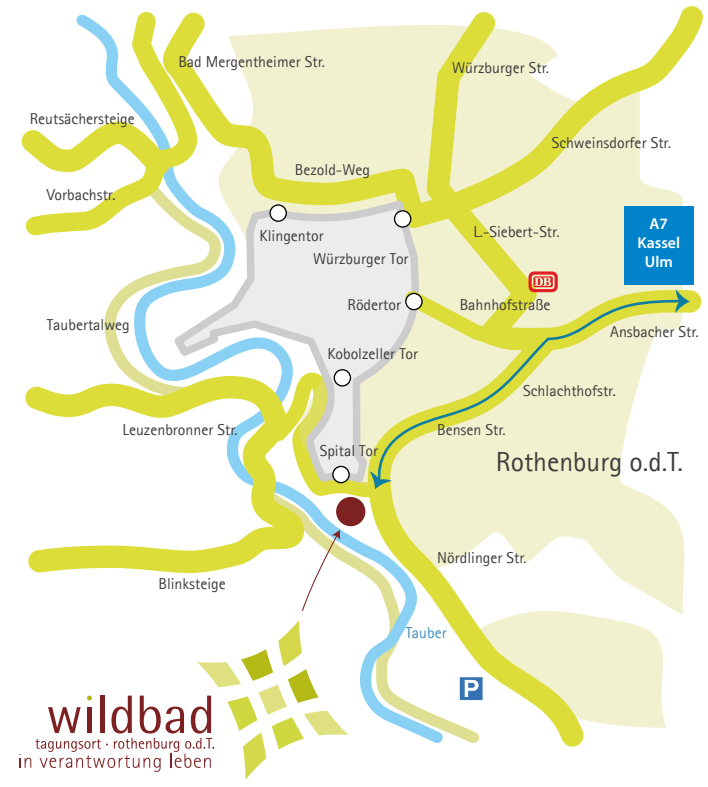 Bad Mergentheimer Str.
Würzburger Str.
Reutsächersteige
Schweinsdorfer Str.
Bezold-Weg
Vorbachstr.
A7
Kassel
Ulm
Klingentor
L.-Siebert-Str.
Würzburger Tor
DB
Rödertor
Bahnhofstraße
Taubertalweg
Ansbacher Str.
Kobolzeller Tor
Schlachthofstr.
Leuzenbronner Str.
Bensen Str.
Spital Tor
Rothenburg o.d.T.
Nördlinger Str.
Blinksteige
Tauber
P
wildbad
tagungsort · rothenburg o.d.T.
in verantwortung leben